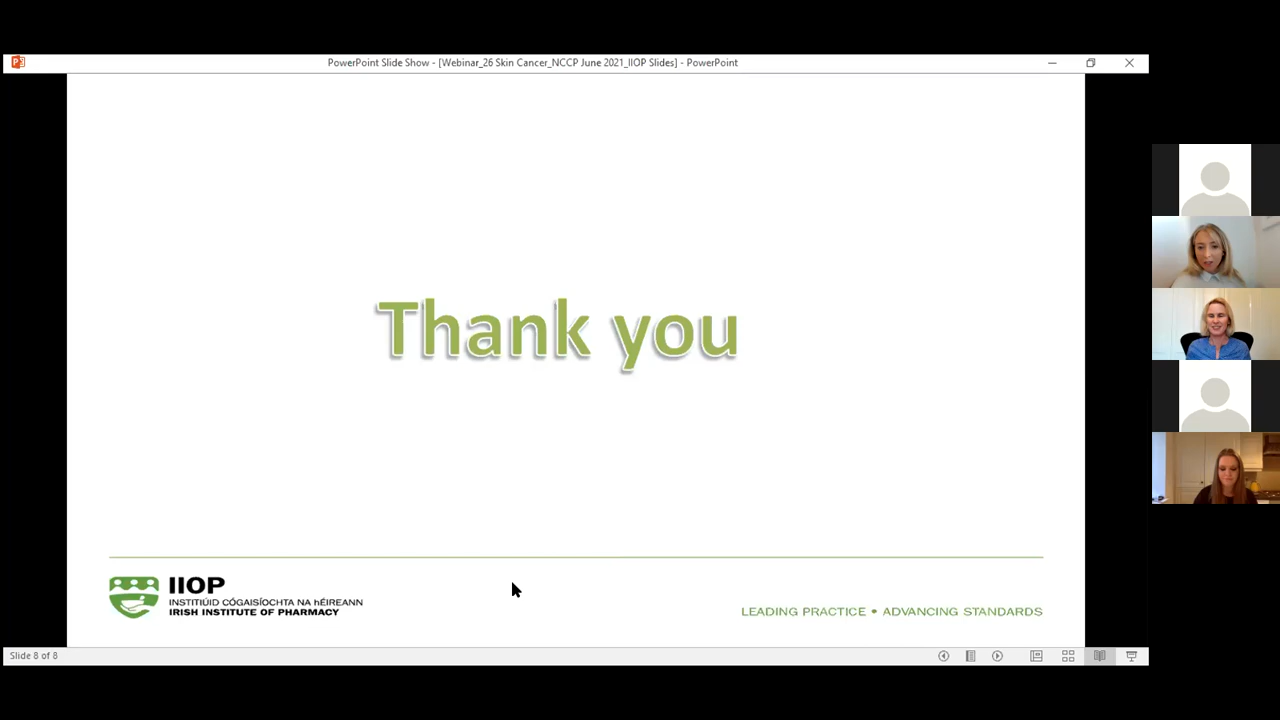 PowerPoint Slide Show - [Webinar_26 Skin Cancer_NCCP June 2021_IIOP Slides] - PowerPoint
Thank you
IIOP
INSTITIÚID CÓGAISÍOCHTA NA hÉIREANN
IRISH INSTITUTE OF PHARMACY
LEADING PRACTICE • ADVANCING STANDARDS
Slide 8 of 8